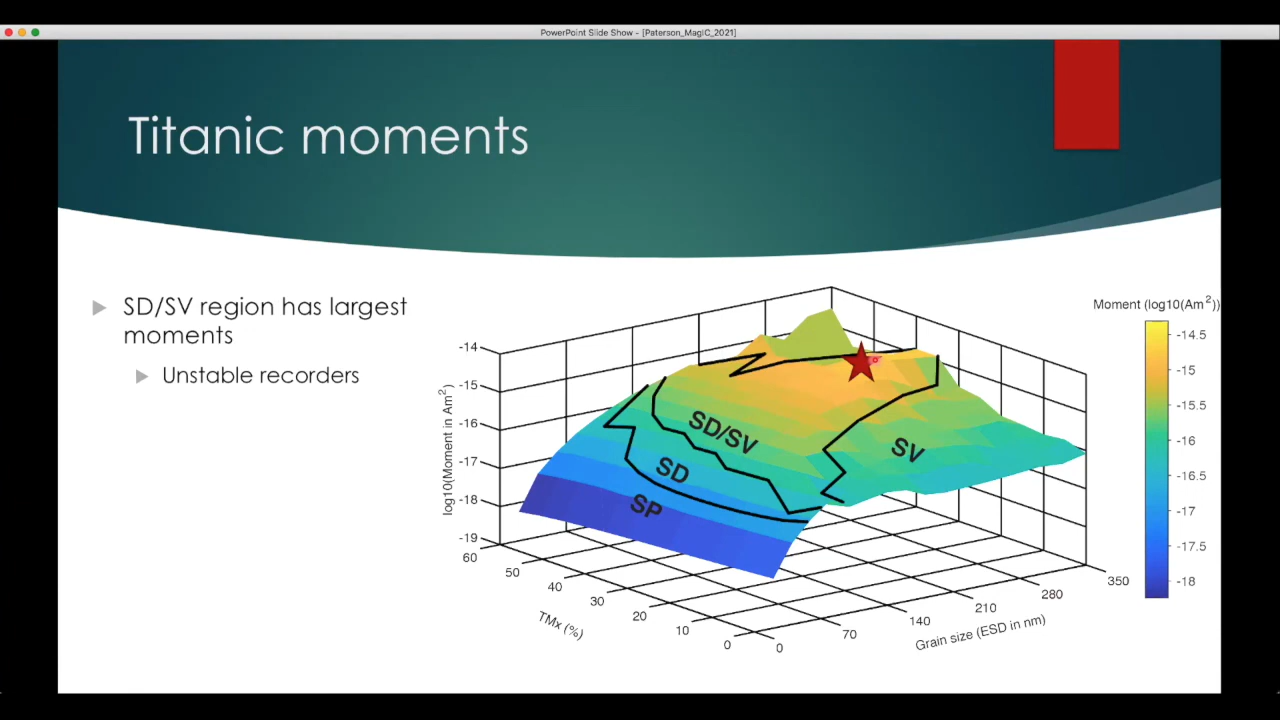 PowerPoint Slide Show - [Paterson_MagIC_2021]
Titanic moments
SD/SV region has largest
moments
Unstable recorders
Moment (log10(Am2))
-14.5
-15
-15.5
-16
-16.5
-17
-17.5
-18
log10(Moment in Am2)
-14
-15
-16
-17
-18
-19
SD/SV
SV
SD
SP
60
50
40
30
20
10
0
TMx (%)
0
70
140
210
280
350
Grain size (ESD in nm)